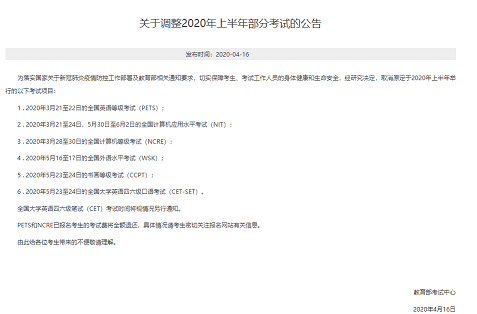 关于调整2020年上半年部分考试的公告
发布时间：2020-04-16
为落实国家关于新冠肺炎疫情防控工作部署及教育部相关通知要求，切实保障考生、考试工作人员的身体健康和生命安全，经研究决定，取消原定于2020年上半年举
行的以下考试项目：
1．2020年3月21至22日的全国英语等级考试（PETS）；
2．2020年3月21至24日、5月30日至6月2日的全国计算机应用水平考试（NIT）；
3．2020年3月28至30日的全国计算机等级考试（NCRE）；
4．2020年5月16至17日的全国外语水平考试（WSK）；
5．2020年5月23至24日的书画等级考试（CCPT）；
6．2020年5月23至24日的全国大学英语四六级口语考试（CET-SET）。
全国大学英语四六级笔试（CET）考试时间将视情况另行通知。
PETS和NCRE已报名考生的考试费将全额退还，具体情况请考生密切关注报名网站有关信息。
由此给各位考生带来的不便敬请理解。
教育部考试中心
2020年4月16日